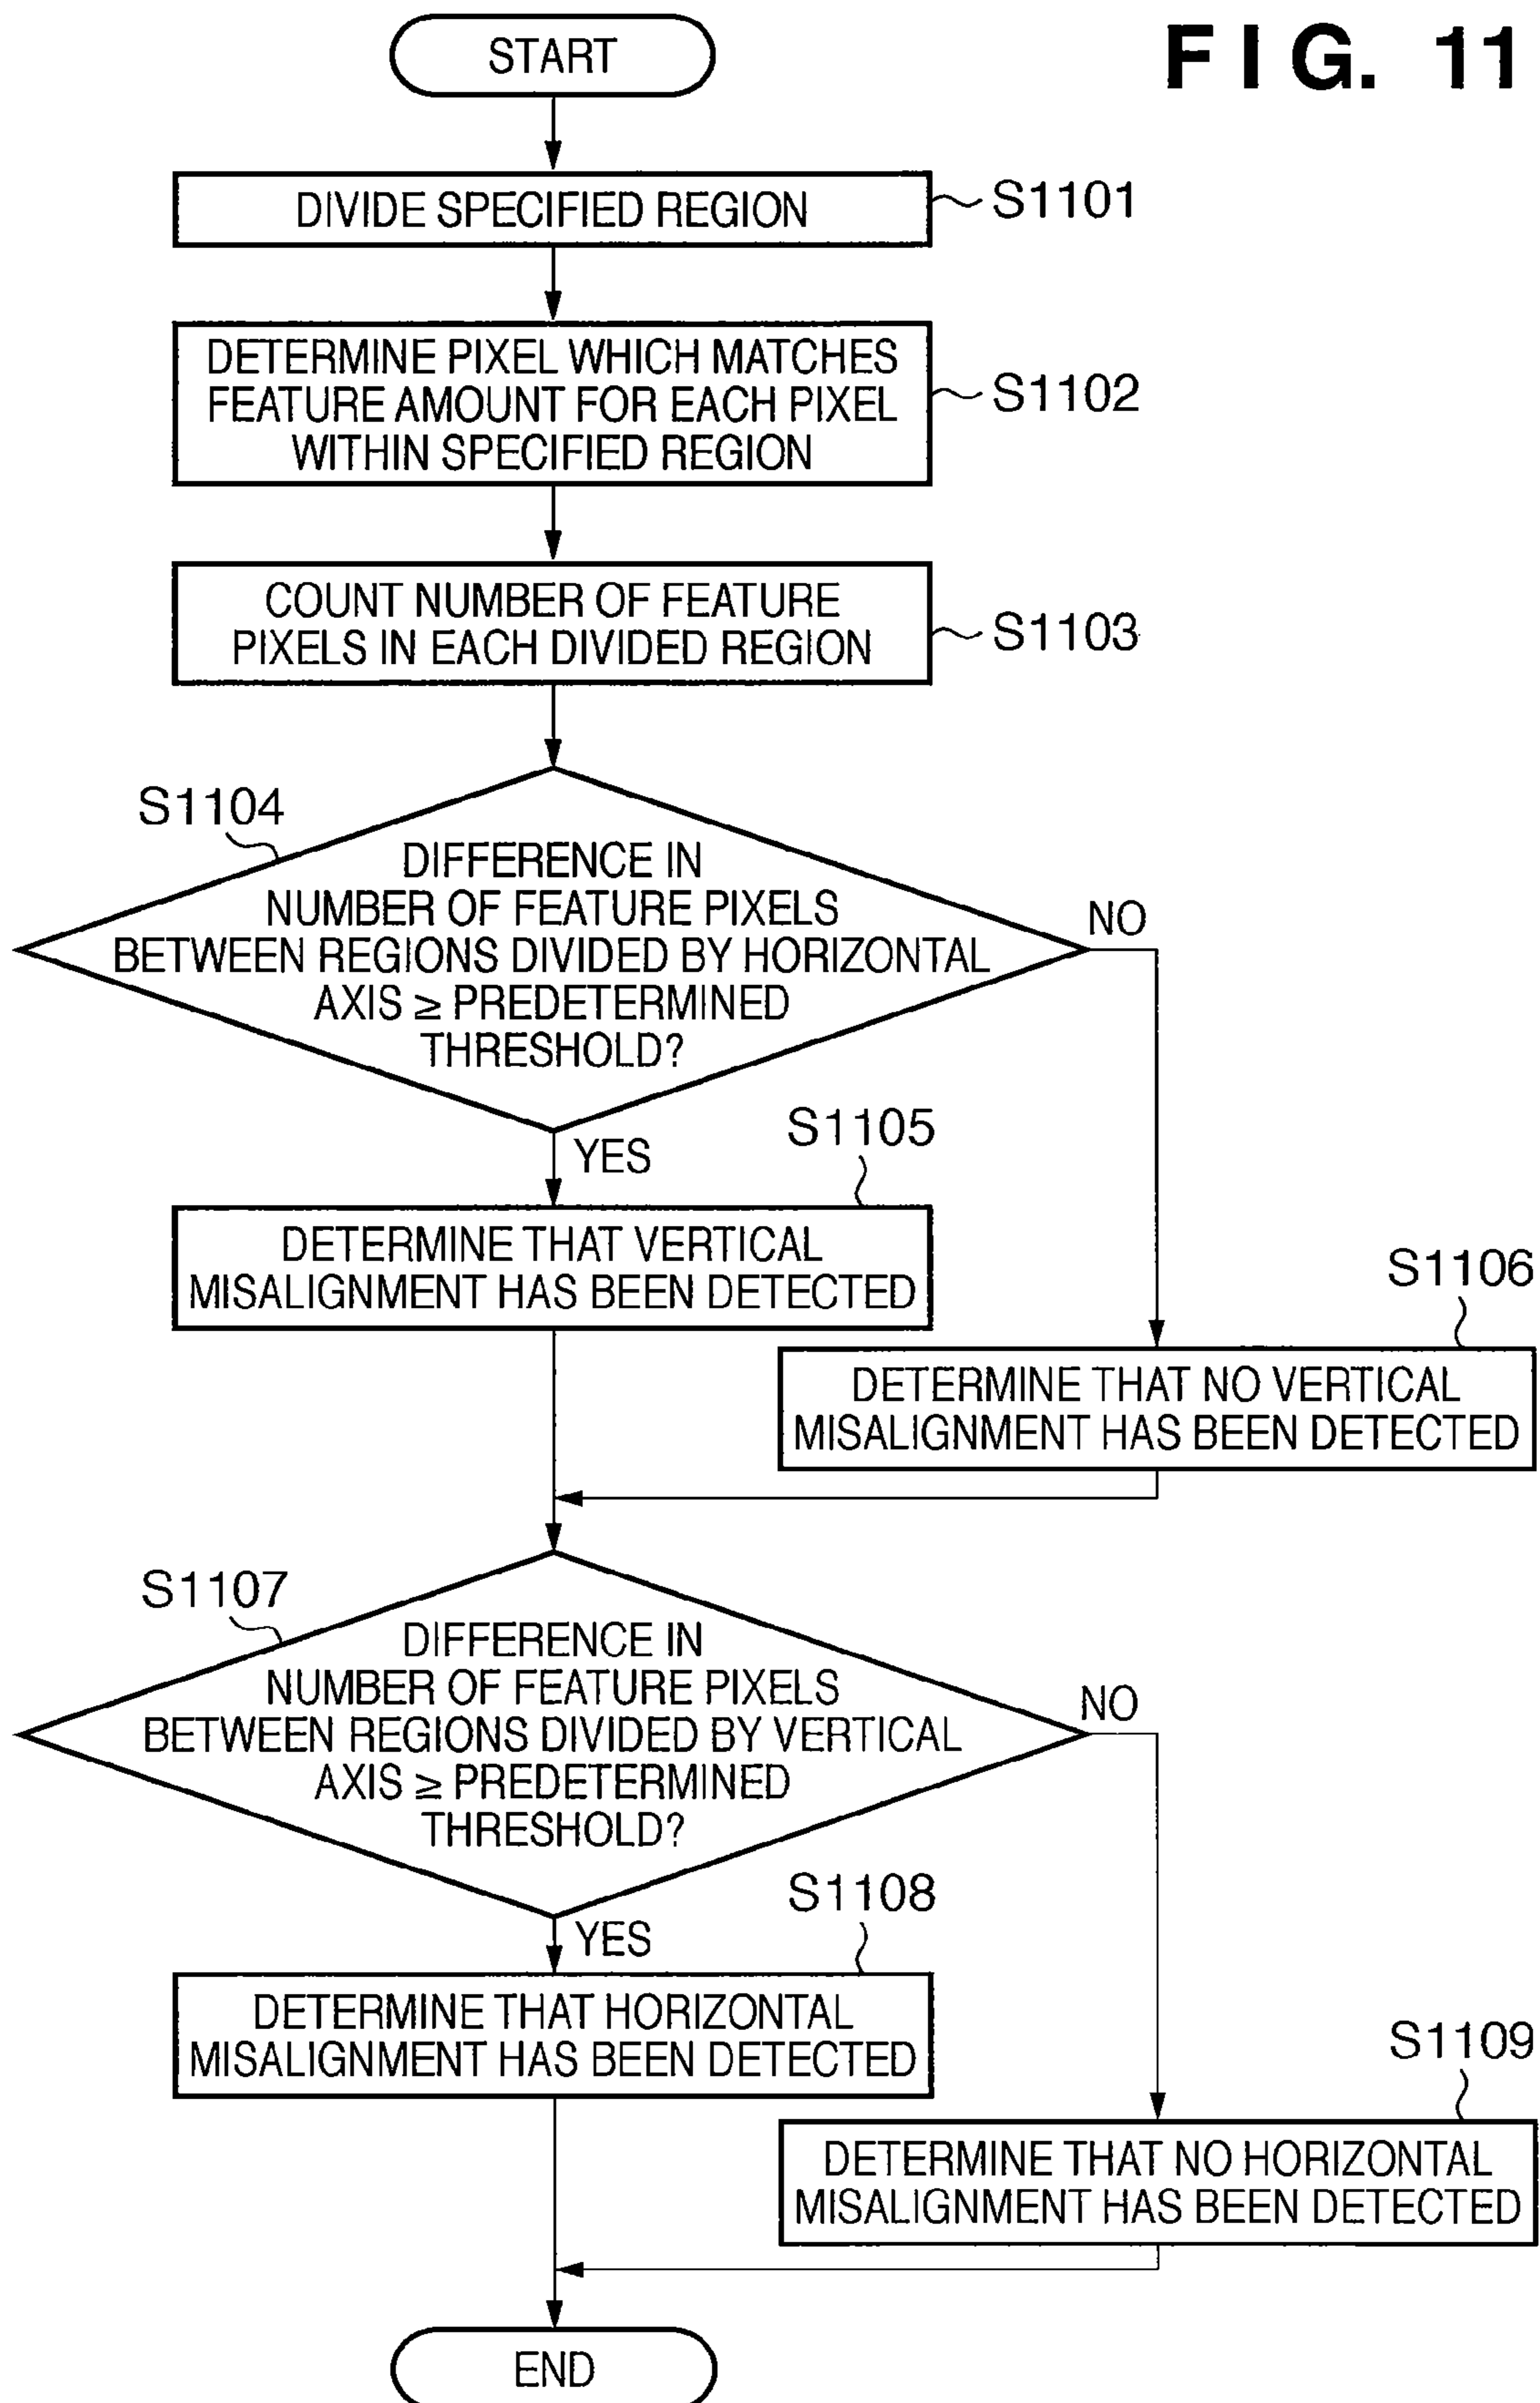 FIG. 11
START
DIVIDE SPECIFIED REGION
S1101
DETERMINE PIXEL WHICH MATCHES
FEATURE AMOUNT FOR EACH PIXEL
WITHIN SPECIFIED REGION
S1102
COUNT NUMBER OF FEATURE
PIXELS IN EACH DIVIDED REGION
S1103
S1104
DIFFERENCE IN
NUMBER OF FEATURE PIXELS
BETWEEN REGIONS DIVIDED BY HORIZONTAL
AXIS ≥ PREDETERMINED
THRESHOLD?
NO
YES
S1105
DETERMINE THAT VERTICAL
MISALIGNMENT HAS BEEN DETECTED
S1106
DETERMINE THAT NO VERTICAL
MISALIGNMENT HAS BEEN DETECTED
S1107
DIFFERENCE IN
NUMBER OF FEATURE PIXELS
BETWEEN REGIONS DIVIDED BY VERTICAL
AXIS ≥ PREDETERMINED
THRESHOLD?
NO
YES
S1108
DETERMINE THAT HORIZONTAL
MISALIGNMENT HAS BEEN DETECTED
S1109
DETERMINE THAT NO HORIZONTAL
MISALIGNMENT HAS BEEN DETECTED
END